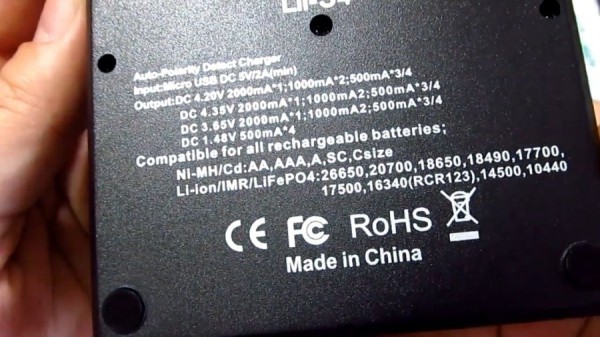 Lii-S4
Auto-Polarity Detect Charger
Input:Micro USB DC 5V/2A(min)
Output:DC 4.20V 2000mA*1;1000mA*2;500mA*3/4
DC 4.35V 2000mA*1;1000mA2;500mA*3/4
DC 3.65V 2000mA*1;1000mA2;500mA*3/4
DC 1.48V 500mA*4
Compatible for all rechargeable batteries;
Ni-MH/Cd:AA,AAA,A,SC,Csize
Li-ion/IMR/LiFePO4:26650,20700,18650,18490,17700,
17500,16340(RCR123),14500,10440
CE FC RoHS
Made in China